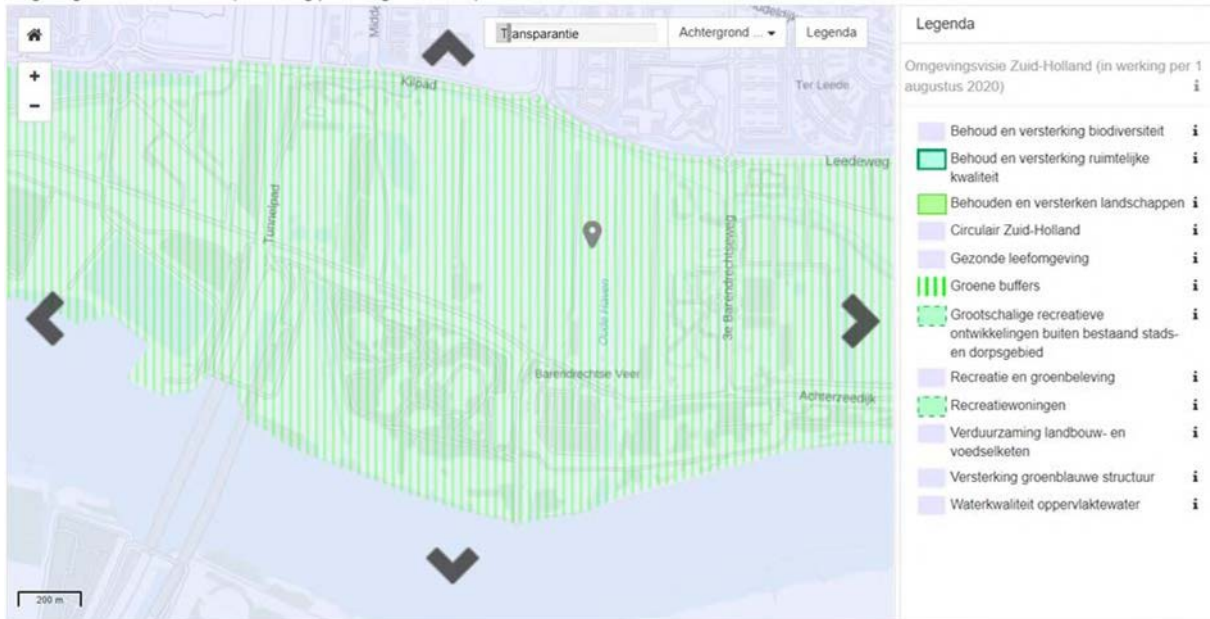 Transparantie
Achtergrond ...
Legenda
Kilpad
Ter Leede
Leedeweg
Tunnelpad
3e Barendrechtseweg
Oude Haven
Barendrechtse Veer
Achterzeedijk
200 m
Legenda
Omgevingsvisie Zuid-Holland (in werking per 1
augustus 2020)
Behoud en versterking biodiversiteit
Behoud en versterking ruimtelijke
kwaliteit
Behouden en versterken landschappen
Circulair Zuid-Holland
Gezonde leefomgeving
Groene buffers
Grootschalige recreatieve
ontwikkelingen buiten bestaand stads-
en dorpsgebied
Recreatie en groenbeleving
Recreatiewoningen
Verduurzaming landbouw- en
voedselketen
Versterking groenblauwe structuur
Waterkwaliteit oppervlaktewater